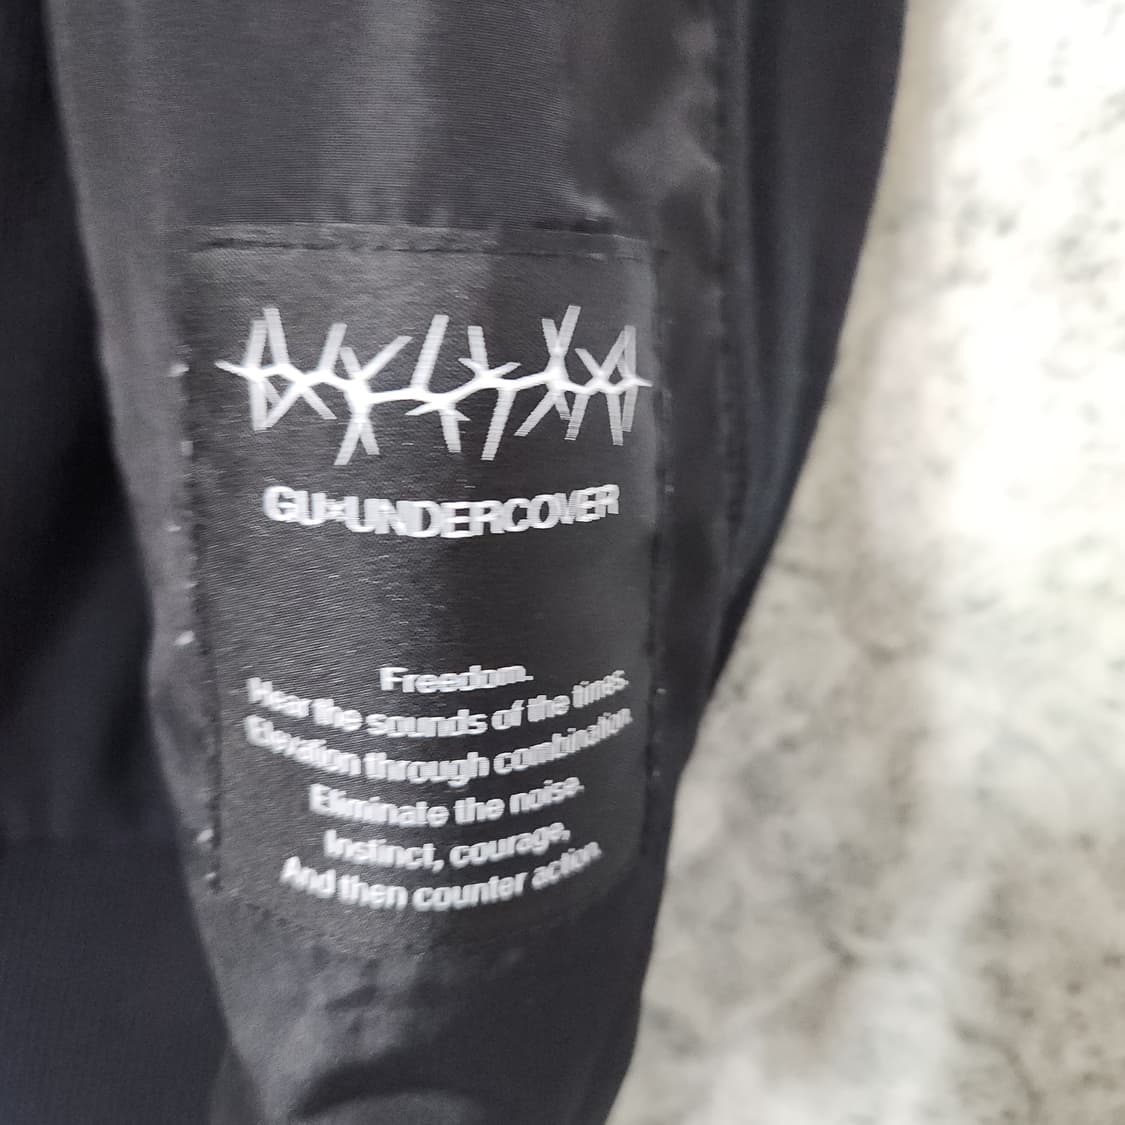 GU×UNDERCOVER
Freedom.
Hear the sounds of the times.
Elevation through combination.
Eliminate the noise.
Instinct, courage,
And then counter action.